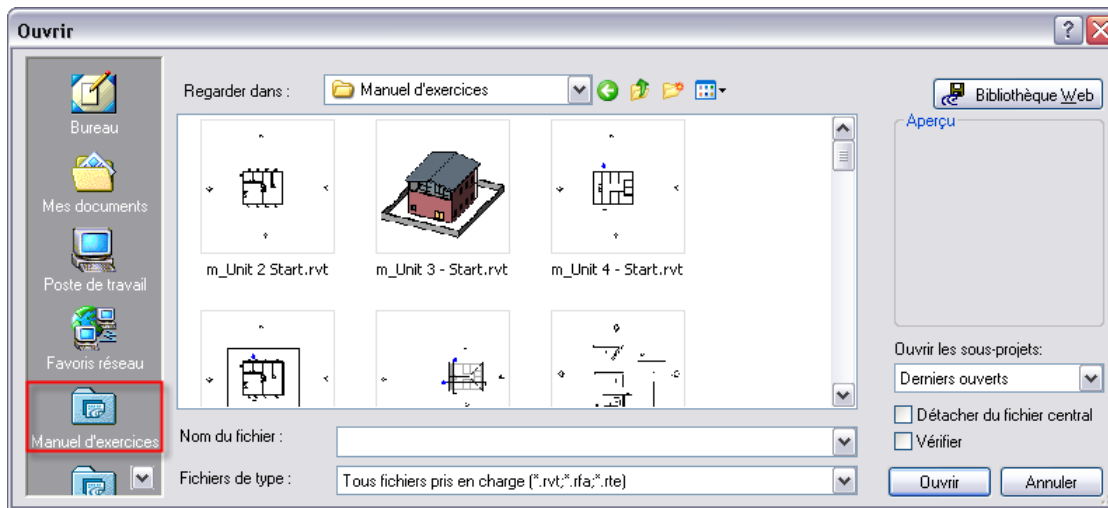 Ouvrir
Regarder dans :
Manuel d'exercices
Bibliothèque Web
Bureau
Mes documents
Poste de travail
Favoris réseau
Manuel d'exercices
m_Unit 2 Start.rvt
m_Unit 3 - Start.rvt
m_Unit 4 - Start.rvt
Aperçu
Ouvrir les sous-projets:
Derniers ouverts
Détacher du fichier central
Vérifier
Nom du fichier :
Fichiers de type :
Tous fichiers pris en charge (*.rvt;*.rfa;*.rte)
Ouvrir
Annuler